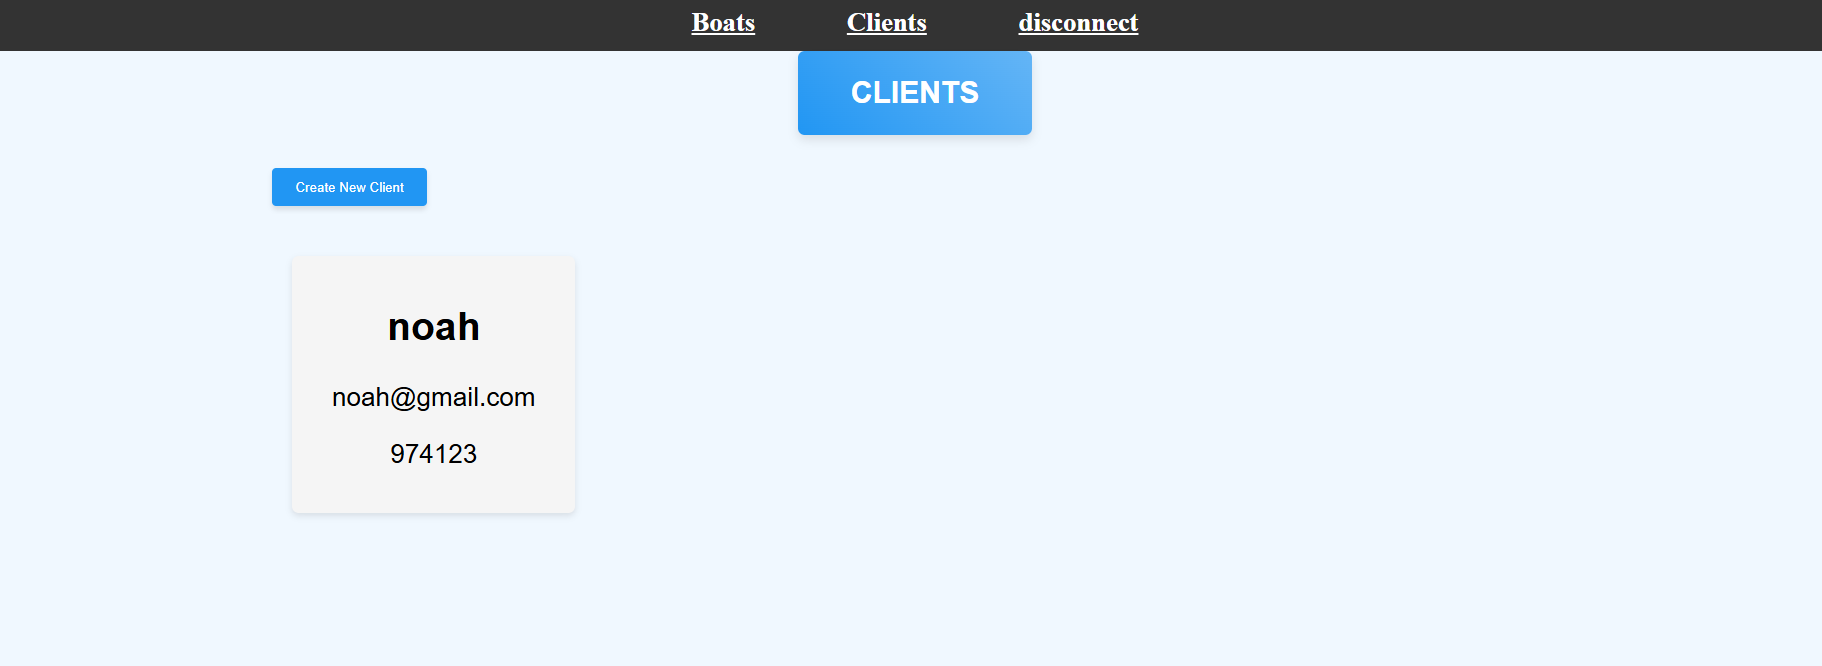 Boats Clients disconnect
CLIENTS
Create New Client
noah
noah@gmail.com
974123